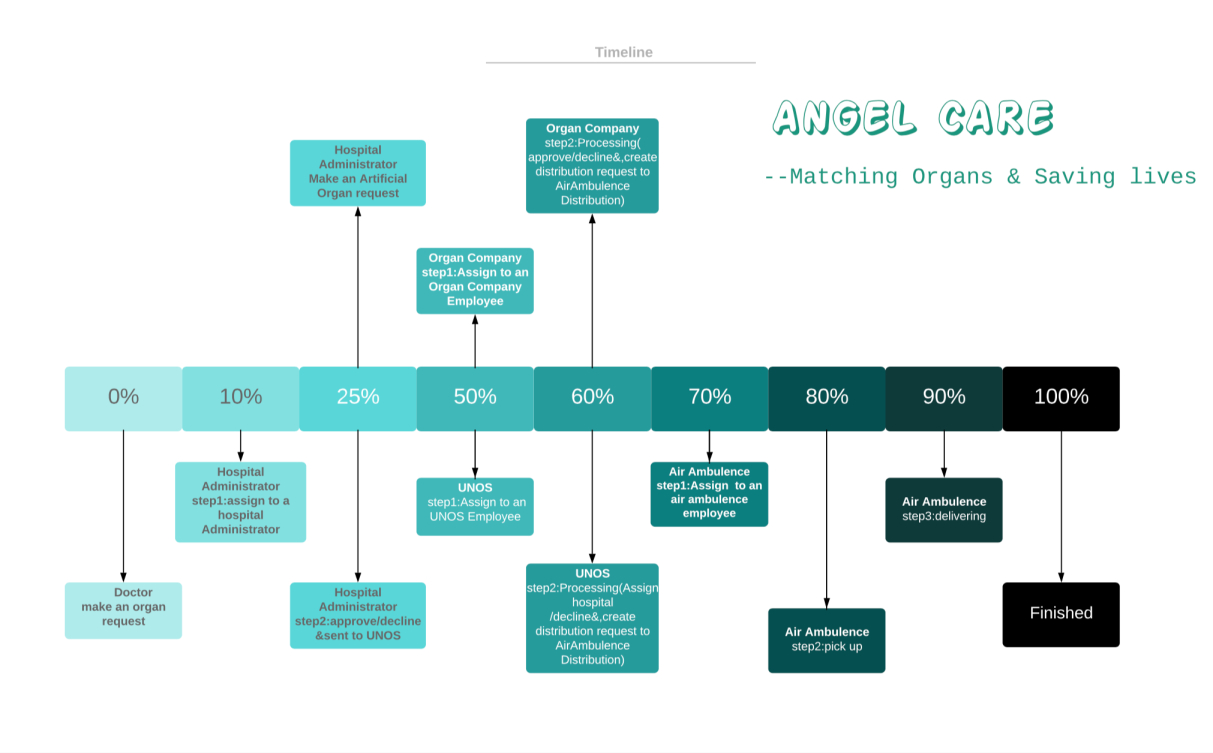 Timeline
ANGEL CARE
--Matching Organs & Saving lives
Organ Company
step2:Processing(
approve/decline&,create
distribution request to
AirAmbulence
Distribution)
Hospital
Administrator
Make an Artificial
Organ request
Organ Company
step1:Assign to an
Organ Company
Employee
0%
10%
25%
50%
60%
70%
80%
90%
100%
Hospital
Administrator
step1:assign to a
hospital
Administrator
UNOS
step1:Assign to an
UNOS Employee
Air Ambulence
step1:Assign to an
air ambulence
employee
Air Ambulence
step3:delivering
Doctor
make an organ
request
Hospital
Administrator
step2:approve/decline
&sent to UNOS
UNOS
step2:Processing(Assign
hospital
/decline&,create
distribution request to
AirAmbulence
Distribution)
Air Ambulence
step2:pick up
Finished